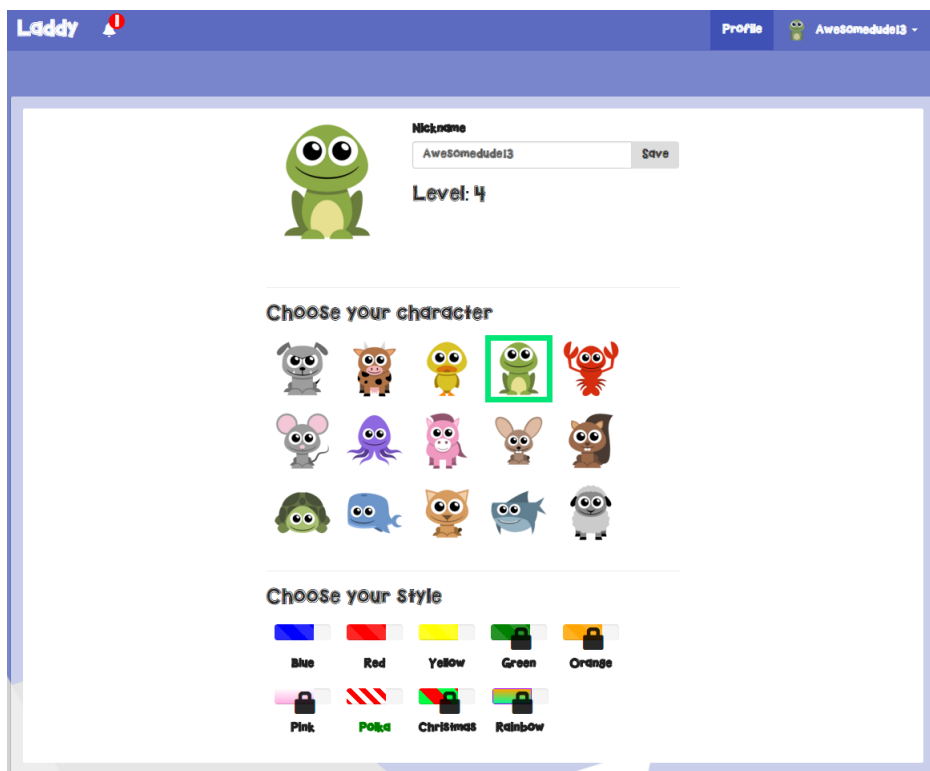 Laddy
1
Profile
Awesomedude13
Nickname
Awesomedude13
Save
Level: 4
Choose your character
Choose your style
Blue Red Yellow Green Orange
Pink Polka Christmas Rainbow